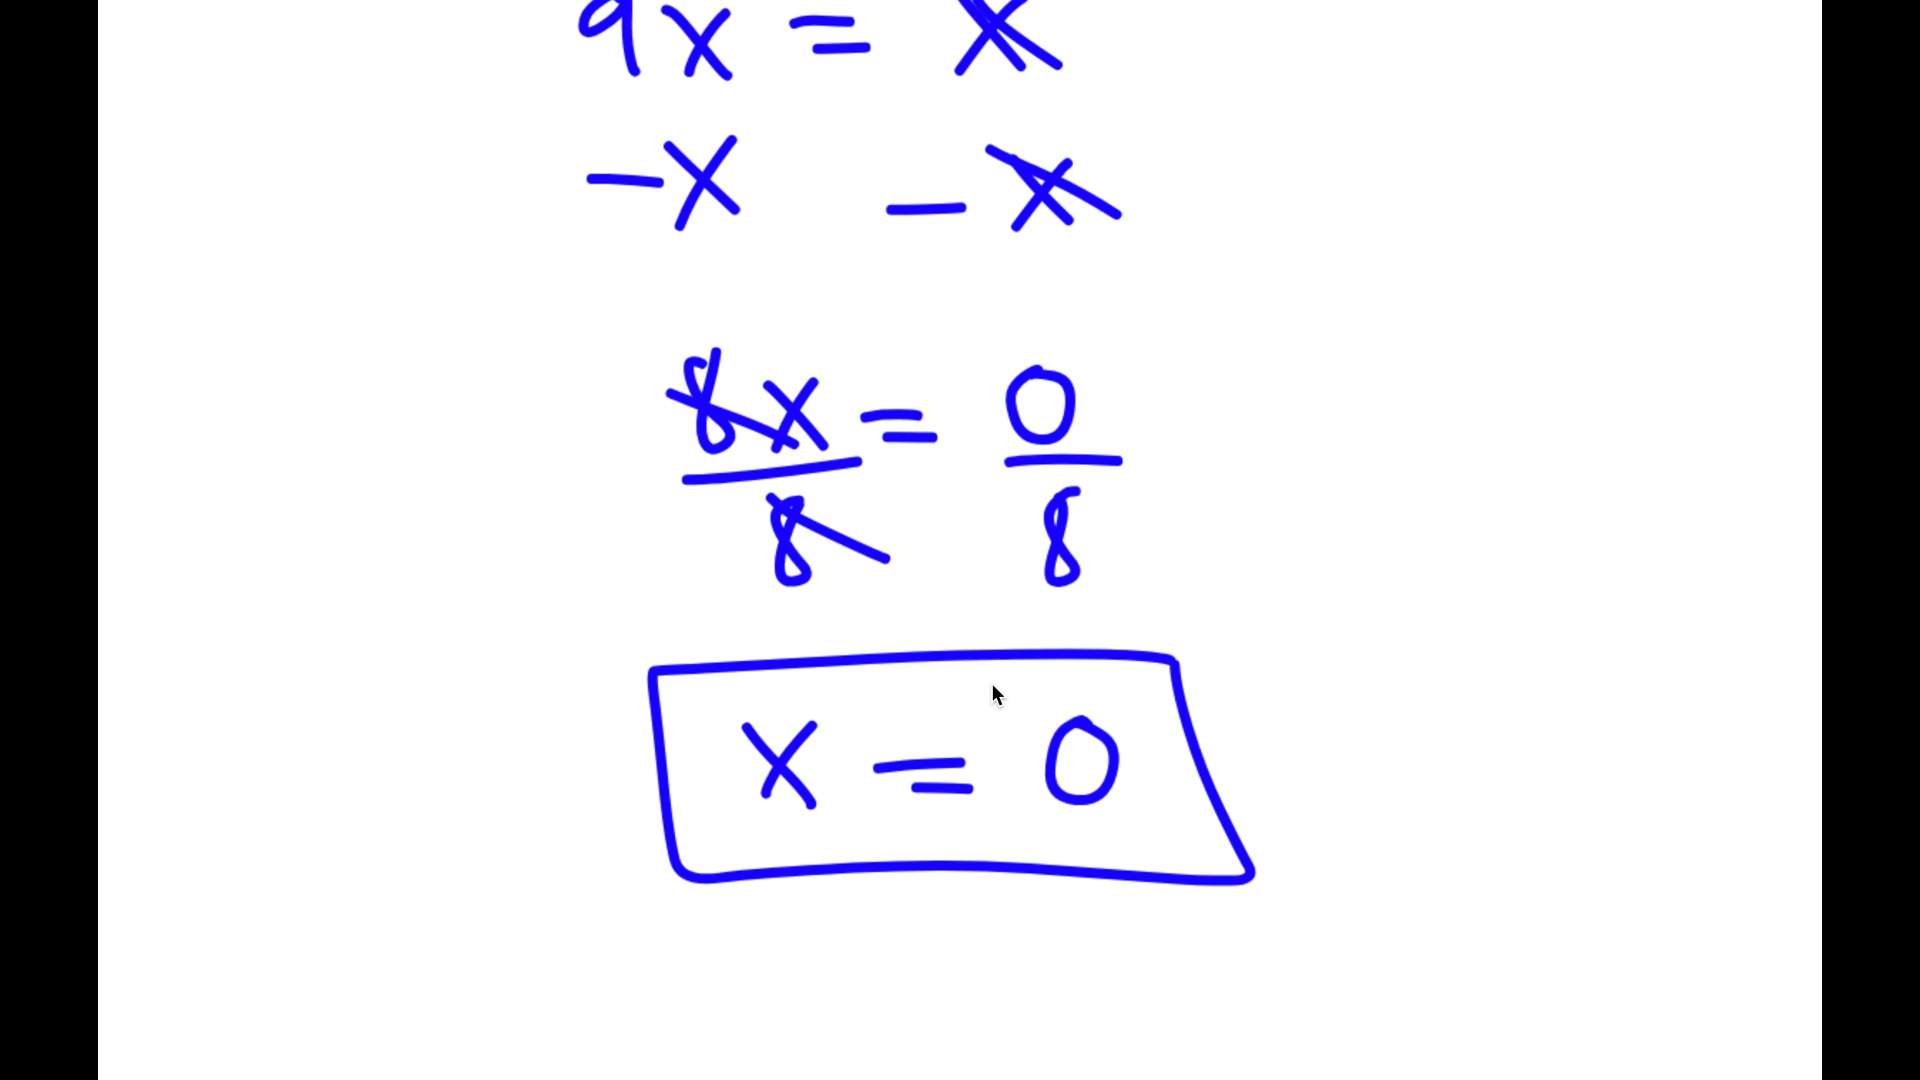 9x = x
-x - x
8x = 0
8 8
x = 0